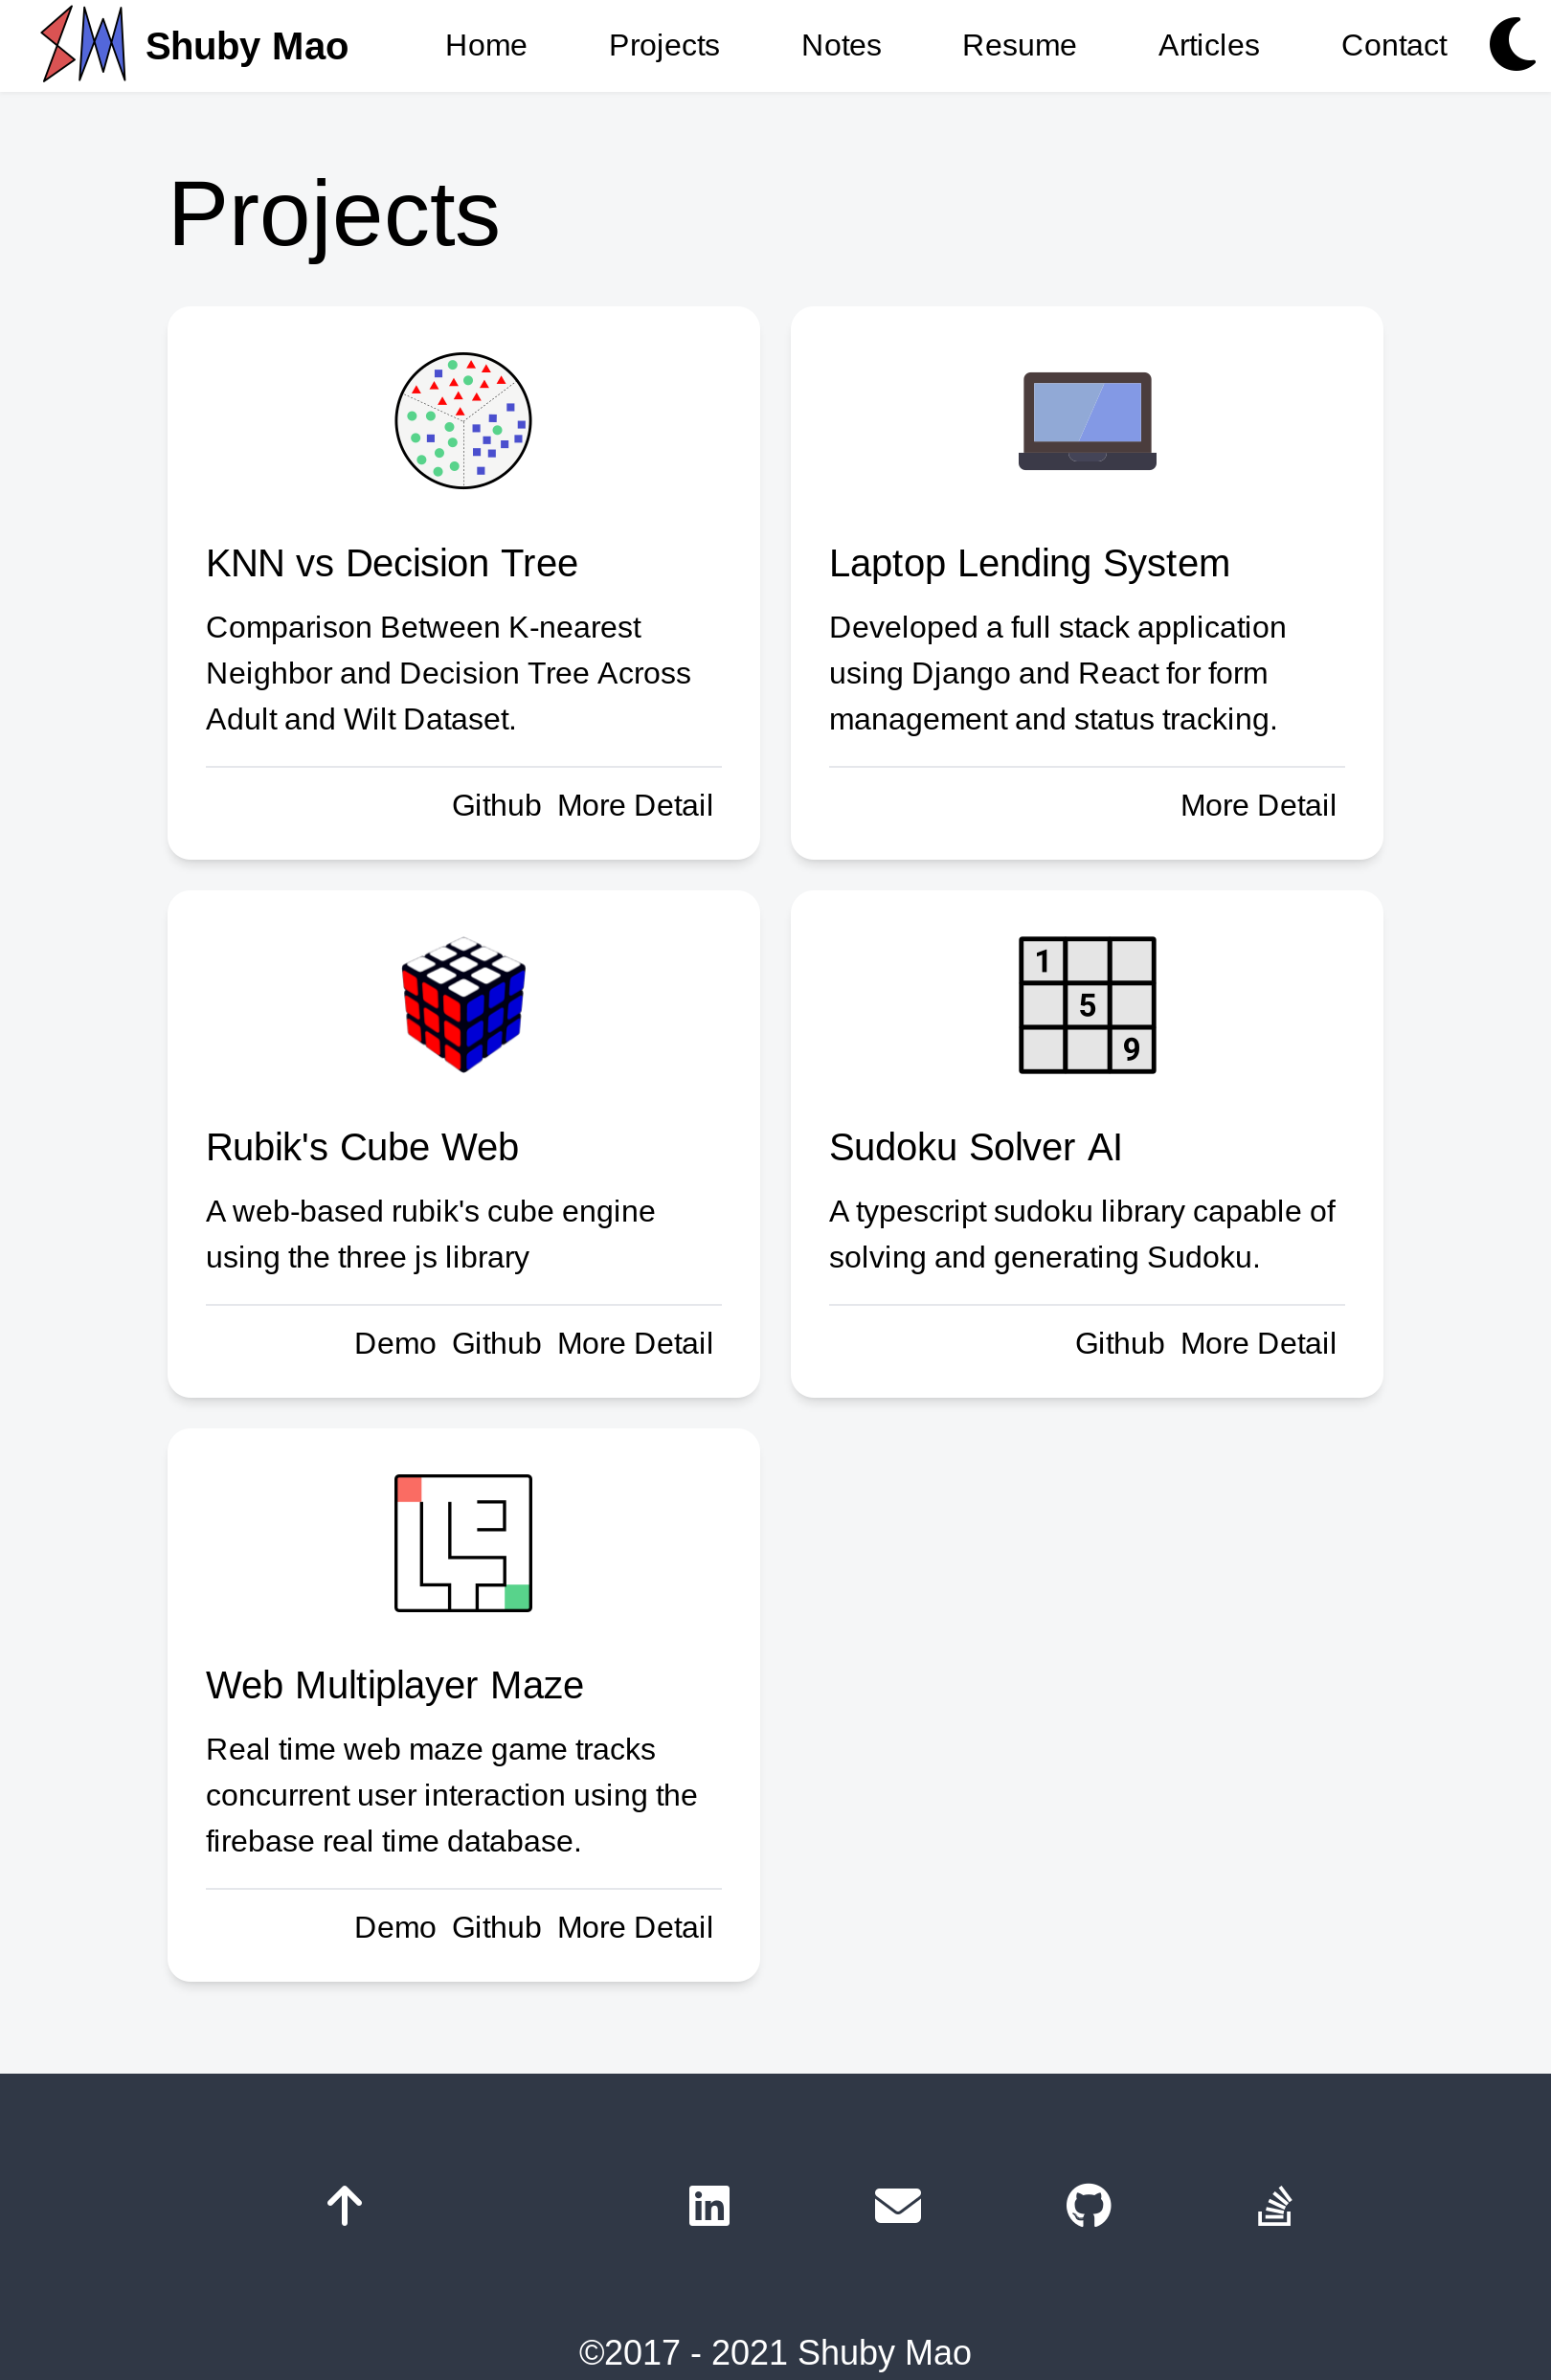 Shuby Mao
Home
Projects
Notes
Resume
Articles
Contact
Projects
KNN vs Decision Tree
Comparison Between K-nearest
Neighbor and Decision Tree Across
Adult and Wilt Dataset.
Github More Detail
Laptop Lending System
Developed a full stack application
using Django and React for form
management and status tracking.
More Detail
Rubik's Cube Web
A web-based rubik's cube engine
using the three js library
Demo Github More Detail
1
5
9
Sudoku Solver AI
A typescript sudoku library capable of
solving and generating Sudoku.
Github More Detail
Web Multiplayer Maze
Real time web maze game tracks
concurrent user interaction using the
firebase real time database.
Demo Github More Detail
in
©2017 - 2021 Shuby Mao